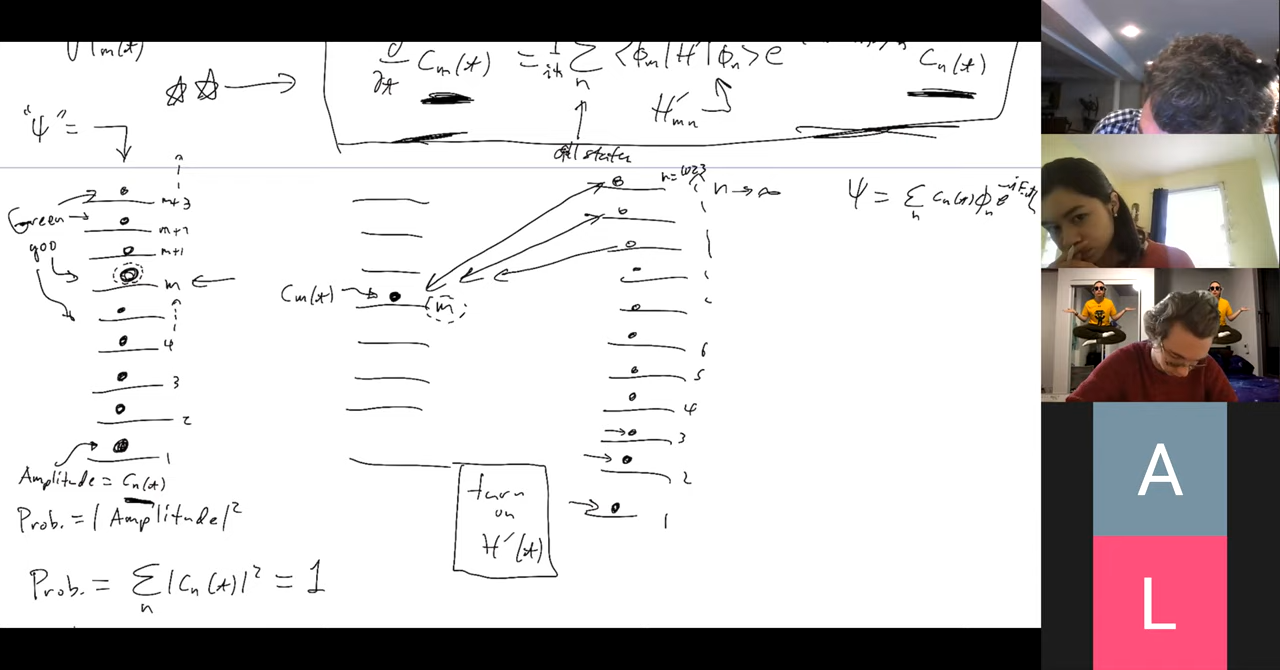 ∂/∂t Cm(t) = 1/iħ Σn <ϕm|H'|ϕn> e Cn(t)
H'mn
all states
"Ψ" =
m+3
m+2
m+1
m
4
3
2
1
Green
goo
Amplitude = Cn(t)
Prob. = | Amplitude|²
Prob. = Σn |Cn(t)|² = 1
Cm(t)
m
turn
on
H'(t)
n → ∞
6
5
4
3
2
1
Ψ = Σn Cn(t) ϕn e
A
L